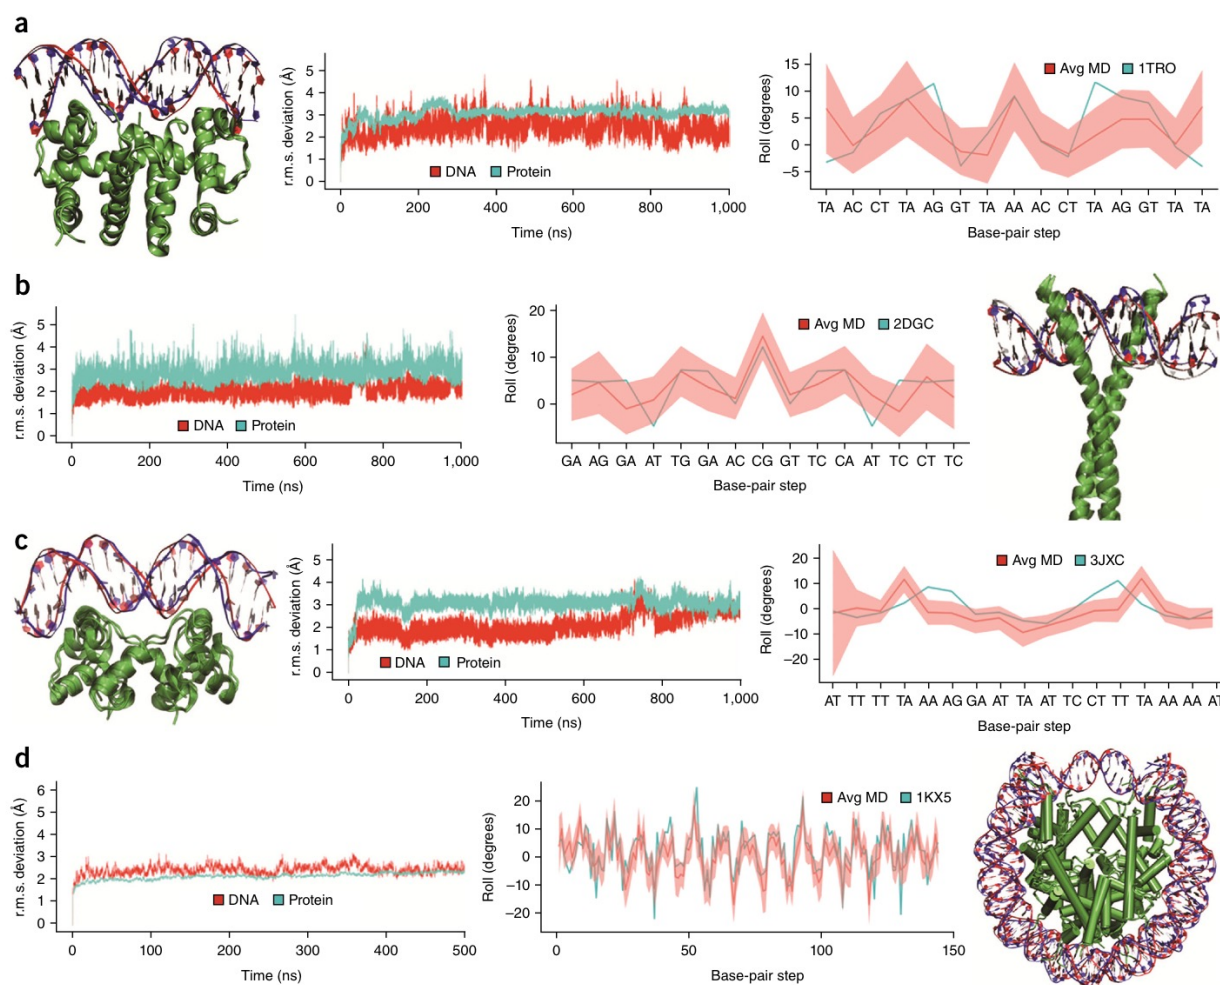 a
r.m.s. deviation (Å)
5
4
3
2
1
0
DNA Protein
0 200 400 600 800 1,000
Time (ns)
Roll (degrees)
15
10
5
0
−5
Avg MD 1TRO
TA AC CT TA AG GT TA AA AC CT TA AG GT TA TA
Base-pair step
b
r.m.s. deviation (Å)
5
4
3
2
1
0
DNA Protein
0 200 400 600 800 1,000
Time (ns)
Roll (degrees)
20
10
0
Avg MD 2DGC
GA AG GA AT TG GA AC CG GT TC CA AT TC CT TC
Base-pair step
c
r.m.s. deviation (Å)
5
4
3
2
1
0
DNA Protein
0 200 400 600 800 1,000
Time (ns)
Roll (degrees)
20
10
0
−10
−20
Avg MD 3JXC
AT TT TT TA AA AG GA AT TA AT TC CT TT TA AA AA AT
Base-pair step
d
r.m.s. deviation (Å)
6
5
4
3
2
1
0
DNA Protein
0 100 200 300 400 500
Time (ns)
Roll (degrees)
20
10
0
−10
−20
Avg MD 1KX5
0 50 100 150
Base-pair step